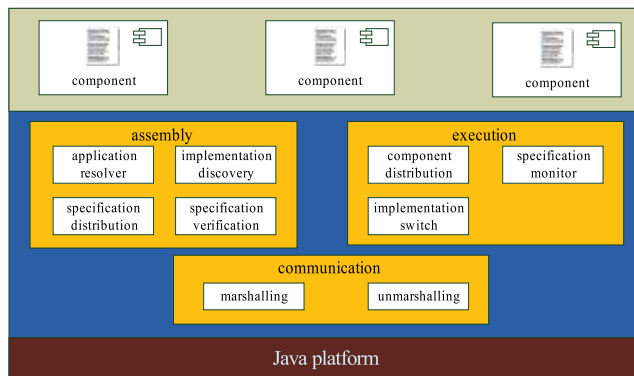 component
component
component
assembly
application
resolver
implementation
discovery
specification
distribution
specification
verification
execution
component
distribution
specification
monitor
implementation
switch
communication
marshalling
unmarshalling
Java platform